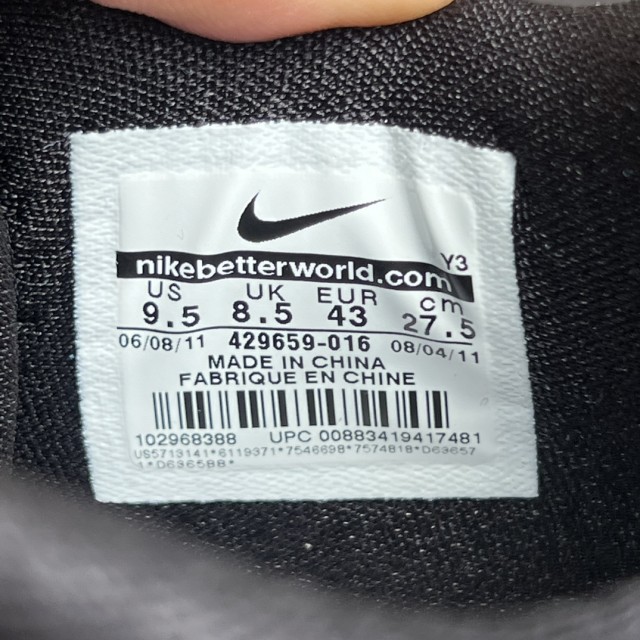 Y3
nikebetterworld.com
US UK EUR cm
9.5 8.5 43 27.5
06/08/11 429659-016 08/04/11
MADE IN CHINA
FABRIQUE EN CHINE
102968388 UPC 00883419417481
US5713141*6119371*7546698*7574818*D63657
1*D636588*